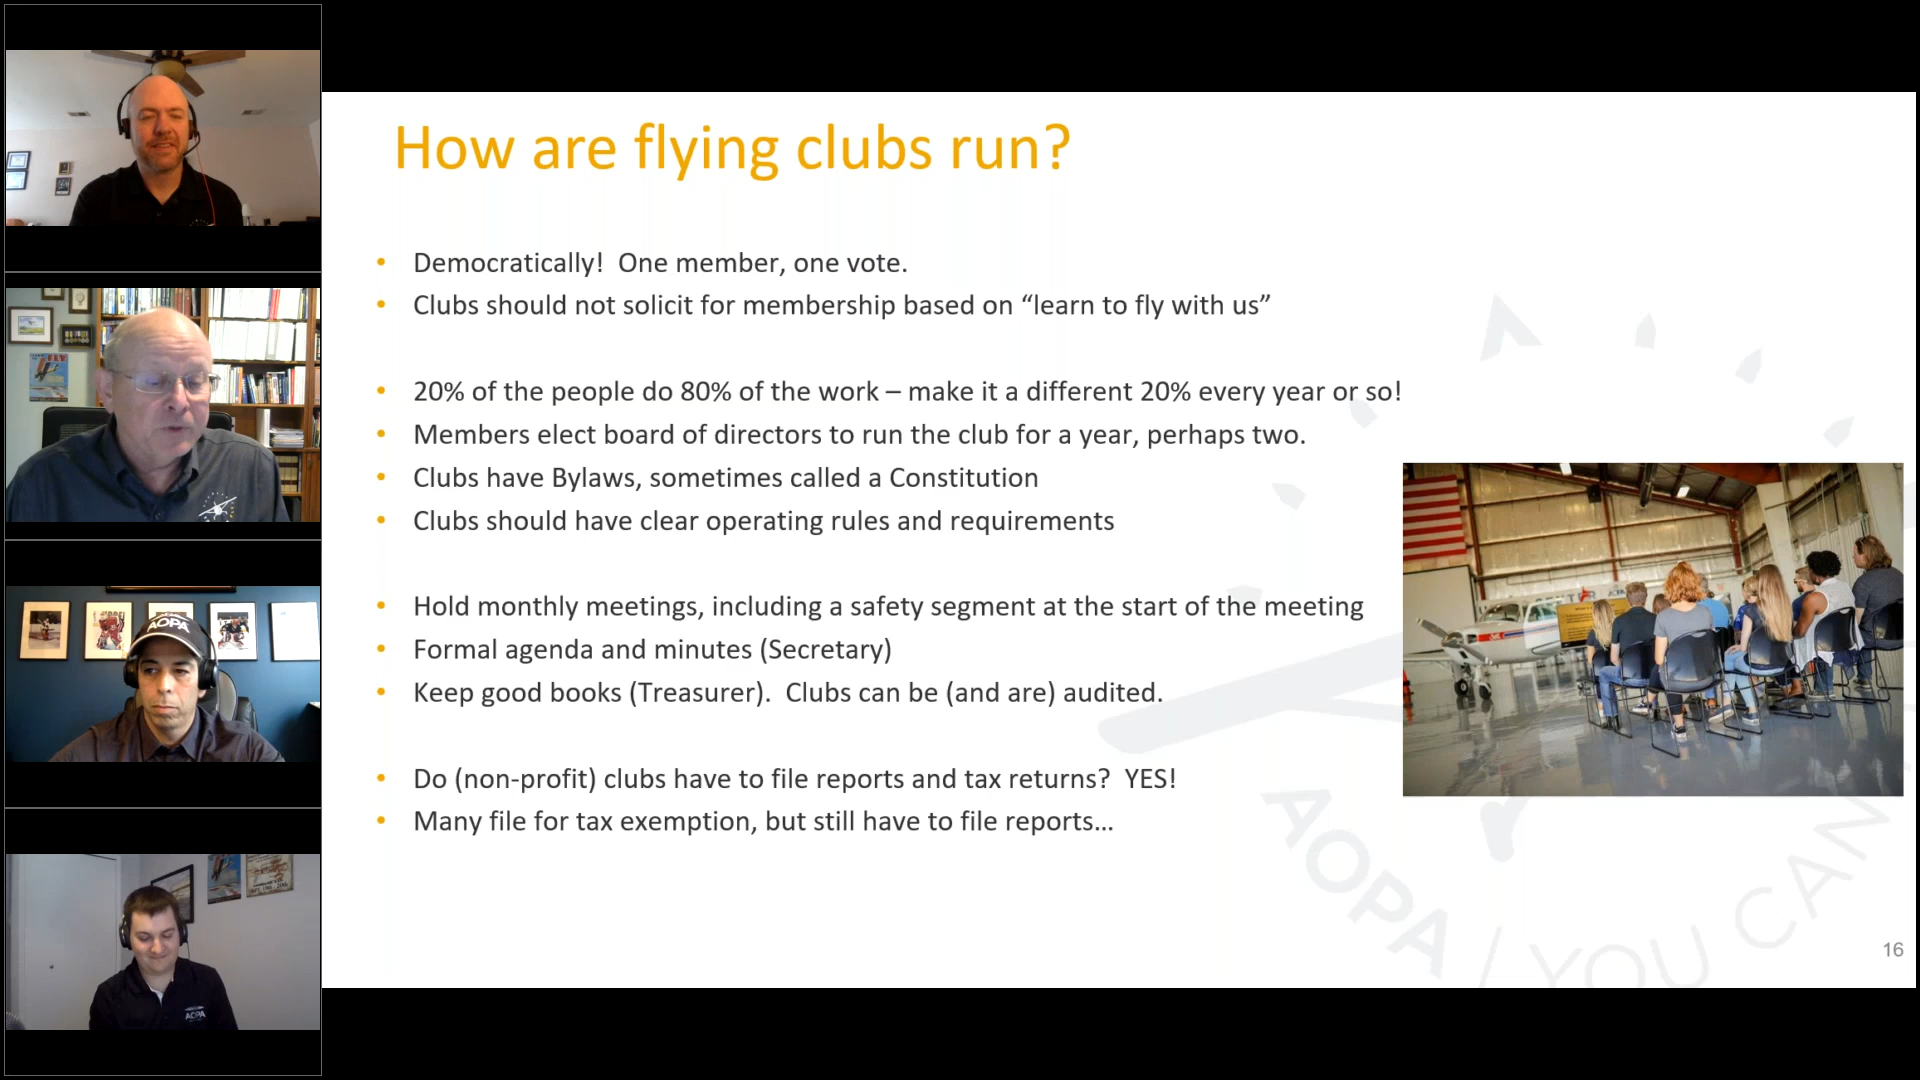 How are flying clubs run?
• Democratically!  One member, one vote.
• Clubs should not solicit for membership based on “learn to fly with us”
• 20% of the people do 80% of the work – make it a different 20% every year or so!
• Members elect board of directors to run the club for a year, perhaps two.
• Clubs have Bylaws, sometimes called a Constitution
• Clubs should have clear operating rules and requirements
• Hold monthly meetings, including a safety segment at the start of the meeting
• Formal agenda and minutes (Secretary)
• Keep good books (Treasurer).  Clubs can be (and are) audited.
• Do (non-profit) clubs have to file reports and tax returns?  YES!
• Many file for tax exemption, but still have to file reports…
AOPA | YOU CAN
16
FLY
AOPA
AOPA